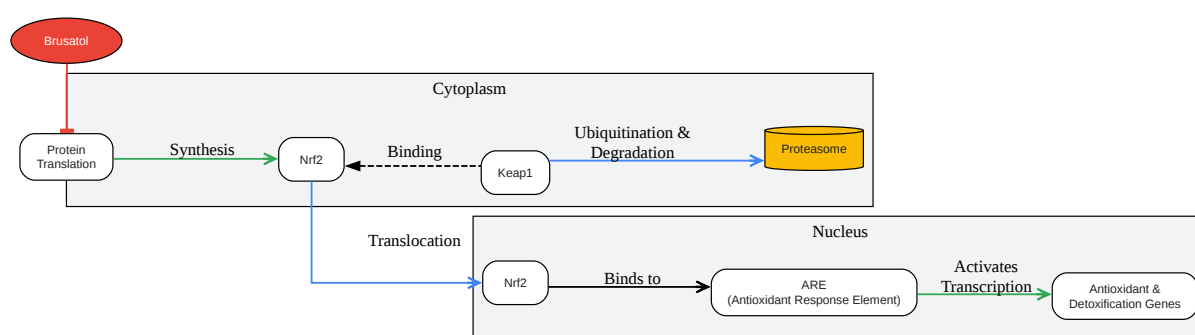 Brusatol
Cytoplasm
Protein
Translation
Synthesis
Nrf2
Binding
Keap1
Ubiquitination &
Degradation
Proteasome
Translocation
Nucleus
Nrf2
Binds to
ARE
(Antioxidant Response Element)
Activates
Transcription
Antioxidant &
Detoxification Genes